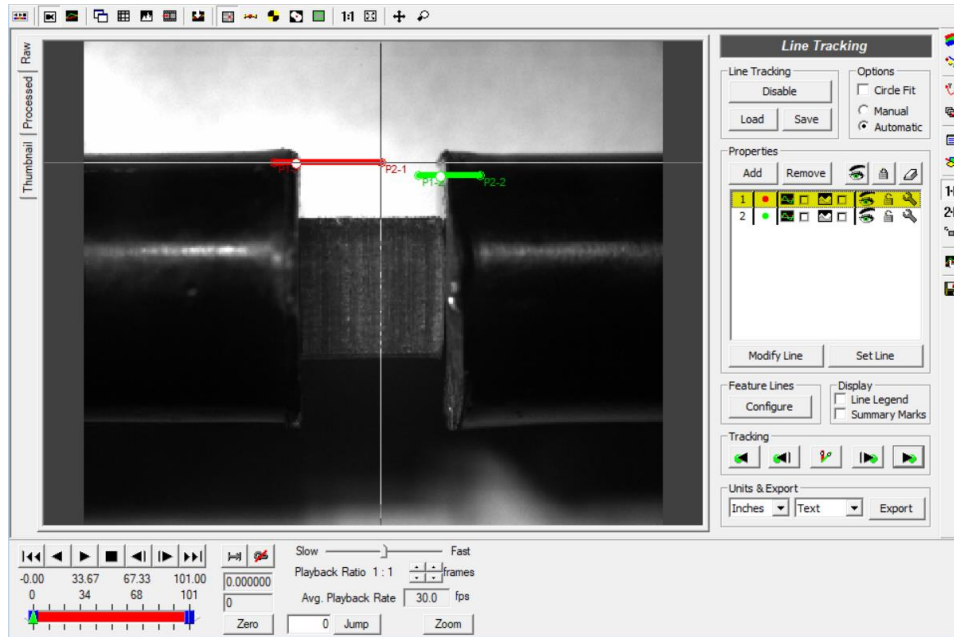 1:1
Line Tracking
Raw
Processed
Thumbnail
Line Tracking
Disable
Load
Save
Options
Circle Fit
Manual
Automatic
Properties
Add
Remove
1
2
P2-1
P2-2
Modify Line
Set Line
Feature Lines
Configure
Display
Line Legend
Summary Marks
Tracking
Units & Export
Inches
Text
Export
Slow
Fast
Playback Ratio 1 : 1
frames
Avg. Playback Rate 30.0 fps
-0.00 33.67 67.33 101.00
0 34 68 101
0.000000
0
Zero
0 Jump
Zoom